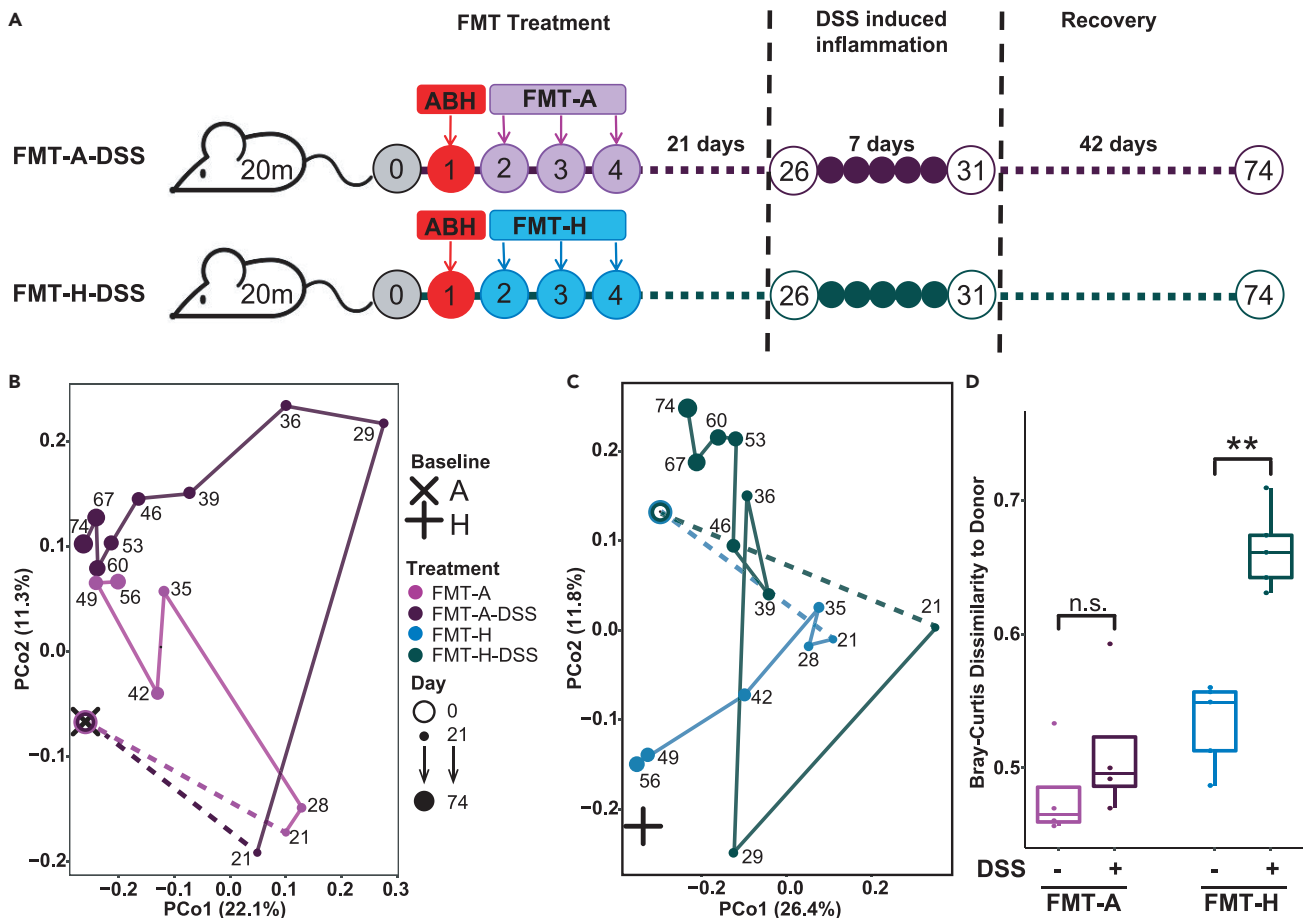 A
FMT Treatment
DSS induced
inflammation
Recovery
ABH
FMT-A
FMT-A-DSS
20m
0
1
2
3
4
21 days
26
7 days
31
42 days
74
ABH
FMT-H
FMT-H-DSS
20m
0
1
2
3
4
26
31
74
B
PCo2 (11.3%)
0.2
0.1
0.0
−0.1
−0.2
36
29
39
46
67
74
53
60
49
56
35
42
28
21
21
−0.2
−0.1
0.0
0.1
0.2
0.3
PCo1 (22.1%)
Baseline
A
H
Treatment
FMT-A
FMT-A-DSS
FMT-H
FMT-H-DSS
Day
0
21
74
C
PCo2 (11.8%)
0.2
0.1
0.0
−0.1
−0.2
74
60
53
67
36
46
39
21
35
21
28
42
49
56
29
−0.2
0.0
0.2
PCo1 (26.4%)
D
Bray-Curtis Dissimilarity to Donor
0.7
0.6
0.5
n.s.
**
DSS
-
+
-
+
FMT-A
FMT-H